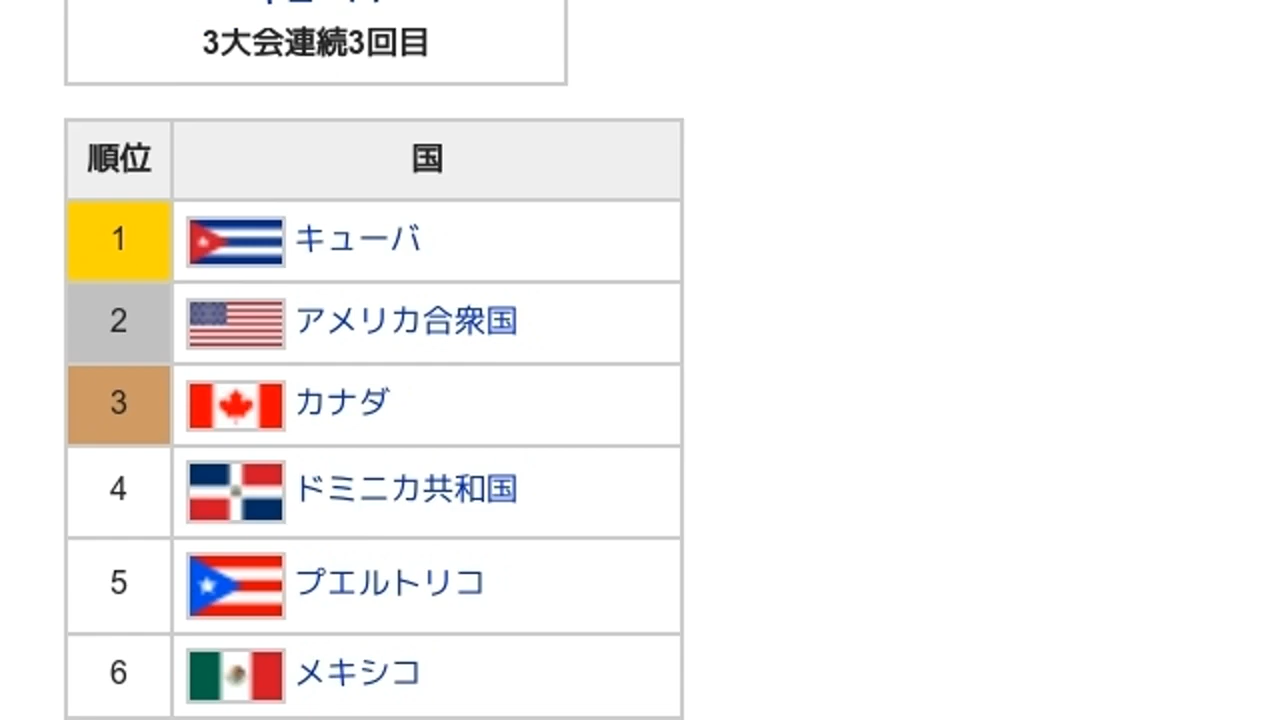 3大会連続3回目
順位 国
1 キューバ
2 アメリカ合衆国
3 カナダ
4 ドミニカ共和国
5 プエルトリコ
6 メキシコ